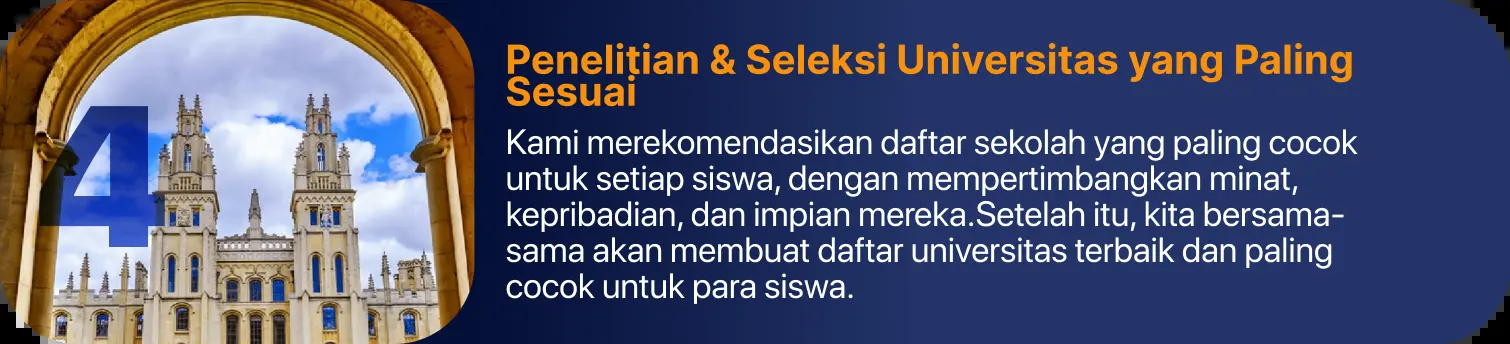 4
Penelitian & Seleksi Universitas yang Paling
Sesuai
Kami merekomendasikan daftar sekolah yang paling cocok
untuk setiap siswa, dengan mempertimbangkan minat,
kepribadian, dan impian mereka.Setelah itu, kita bersama-
sama akan membuat daftar universitas terbaik dan paling
cocok untuk para siswa.